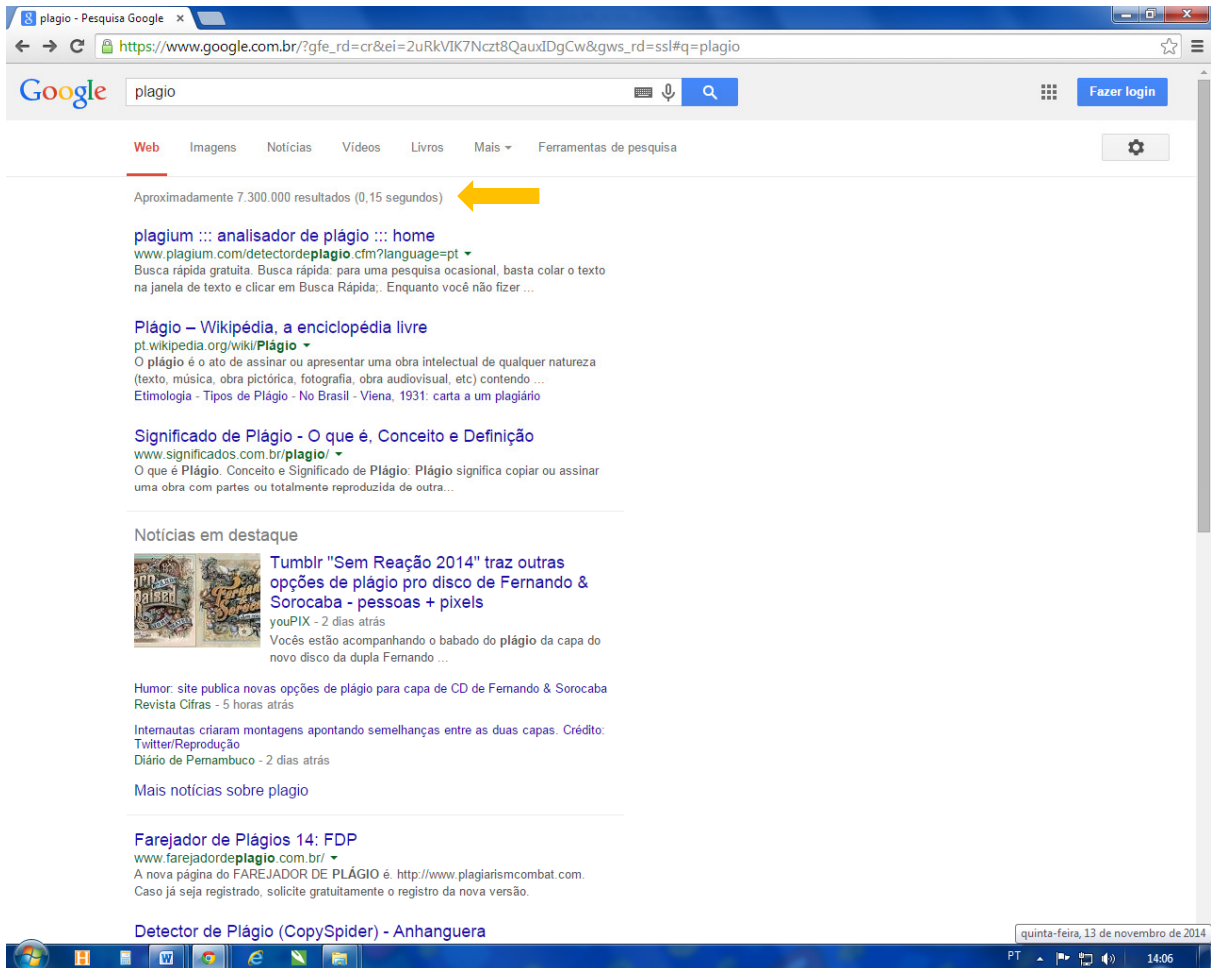 plagio - Pesquisa Google
https://www.google.com.br/?gfe_rd=cr&ei=2uRkVIK7Nczt8QauxIDgCw&gws_rd=ssl#q=plagio
Google
plagio
Fazer login
Web Imagens Notícias Vídeos Livros Mais Ferramentas de pesquisa
Aproximadamente 7.300.000 resultados (0,15 segundos)
plagium ::: analisador de plágio ::: home
www.plagium.com/detectordeplagio.cfm?language=pt
Busca rápida gratuita. Busca rápida: para uma pesquisa ocasional, basta colar o texto
na janela de texto e clicar em Busca Rápida;. Enquanto você não fizer ...
Plágio – Wikipédia, a enciclopédia livre
pt.wikipedia.org/wiki/Plágio
O plágio é o ato de assinar ou apresentar uma obra intelectual de qualquer natureza
(texto, música, obra pictórica, fotografia, obra audiovisual, etc) contendo ...
Etimologia - Tipos de Plágio - No Brasil - Viena, 1931: carta a um plagiário
Significado de Plágio - O que é, Conceito e Definição
www.significados.com.br/plagio/
O que é Plágio. Conceito e Significado de Plágio: Plágio significa copiar ou assinar
uma obra com partes ou totalmente reproduzida de outra...
Notícias em destaque
Tumblr "Sem Reação 2014" traz outras
opções de plágio pro disco de Fernando &
Sorocaba - pessoas + pixels
youPIX - 2 dias atrás
Vocês estão acompanhando o babado do plágio da capa do
novo disco da dupla Fernando ...
Humor: site publica novas opções de plágio para capa de CD de Fernando & Sorocaba
Revista Cifras - 5 horas atrás
Internautas criaram montagens apontando semelhanças entre as duas capas. Crédito:
Twitter/Reprodução
Diário de Pernambuco - 2 dias atrás
Mais notícias sobre plagio
Farejador de Plágios 14: FDP
www.farejadordeplagio.com.br/
A nova página do FAREJADOR DE PLÁGIO é. http://www.plagiarismcombat.com.
Caso já seja registrado, solicite gratuitamente o registro da nova versão.
Detector de Plágio (CopySpider) - Anhanguera
quinta-feira, 13 de novembro de 2014
PT 14:06